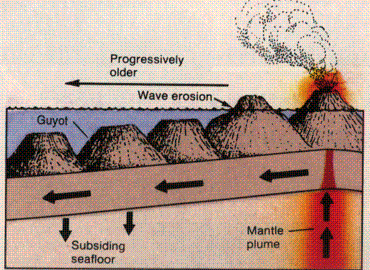 Progressively
older
Wave erosion
Guyot
Mantle
plume
Subsiding
seafloor